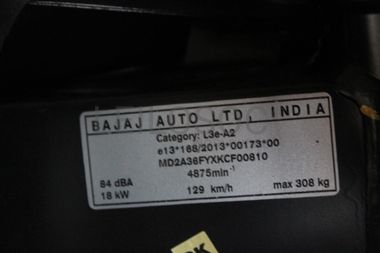 BAJAJ AUTO LTD, INDIA
Category: L3e-A2
e13*168/2013*00173*00
MD2A36FYXKCF00810
84 dBA 4875min⁻¹
18 kW 129 km/h max 308 kg